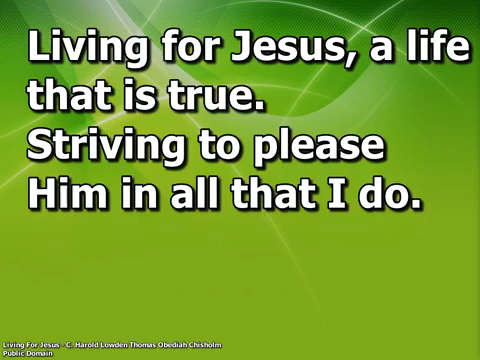 Living for Jesus, a life
that is true.
Striving to please
Him in all that I do.
Living For Jesus - C. Harold Lowden Thomas Obediah Chisholm
Public Domain